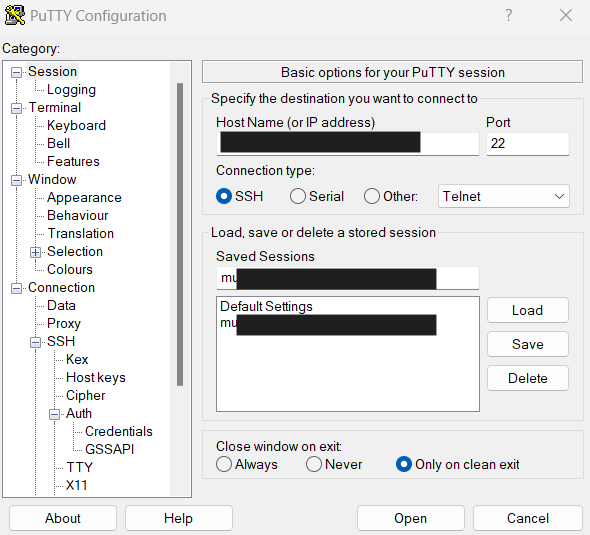 PuTTY Configuration
?
Category:
Session
Logging
Terminal
Keyboard
Bell
Features
Window
Appearance
Behaviour
Translation
Selection
Colours
Connection
Data
Proxy
SSH
Kex
Host keys
Cipher
Auth
Credentials
GSSAPI
TTY
X11
Basic options for your PuTTY session
Specify the destination you want to connect to
Host Name (or IP address) Port
22
Connection type:
SSH Serial Other: Telnet
Load, save or delete a stored session
Saved Sessions
mu
Default Settings
mu
Load
Save
Delete
Close window on exit:
Always Never Only on clean exit
About Help Open Cancel